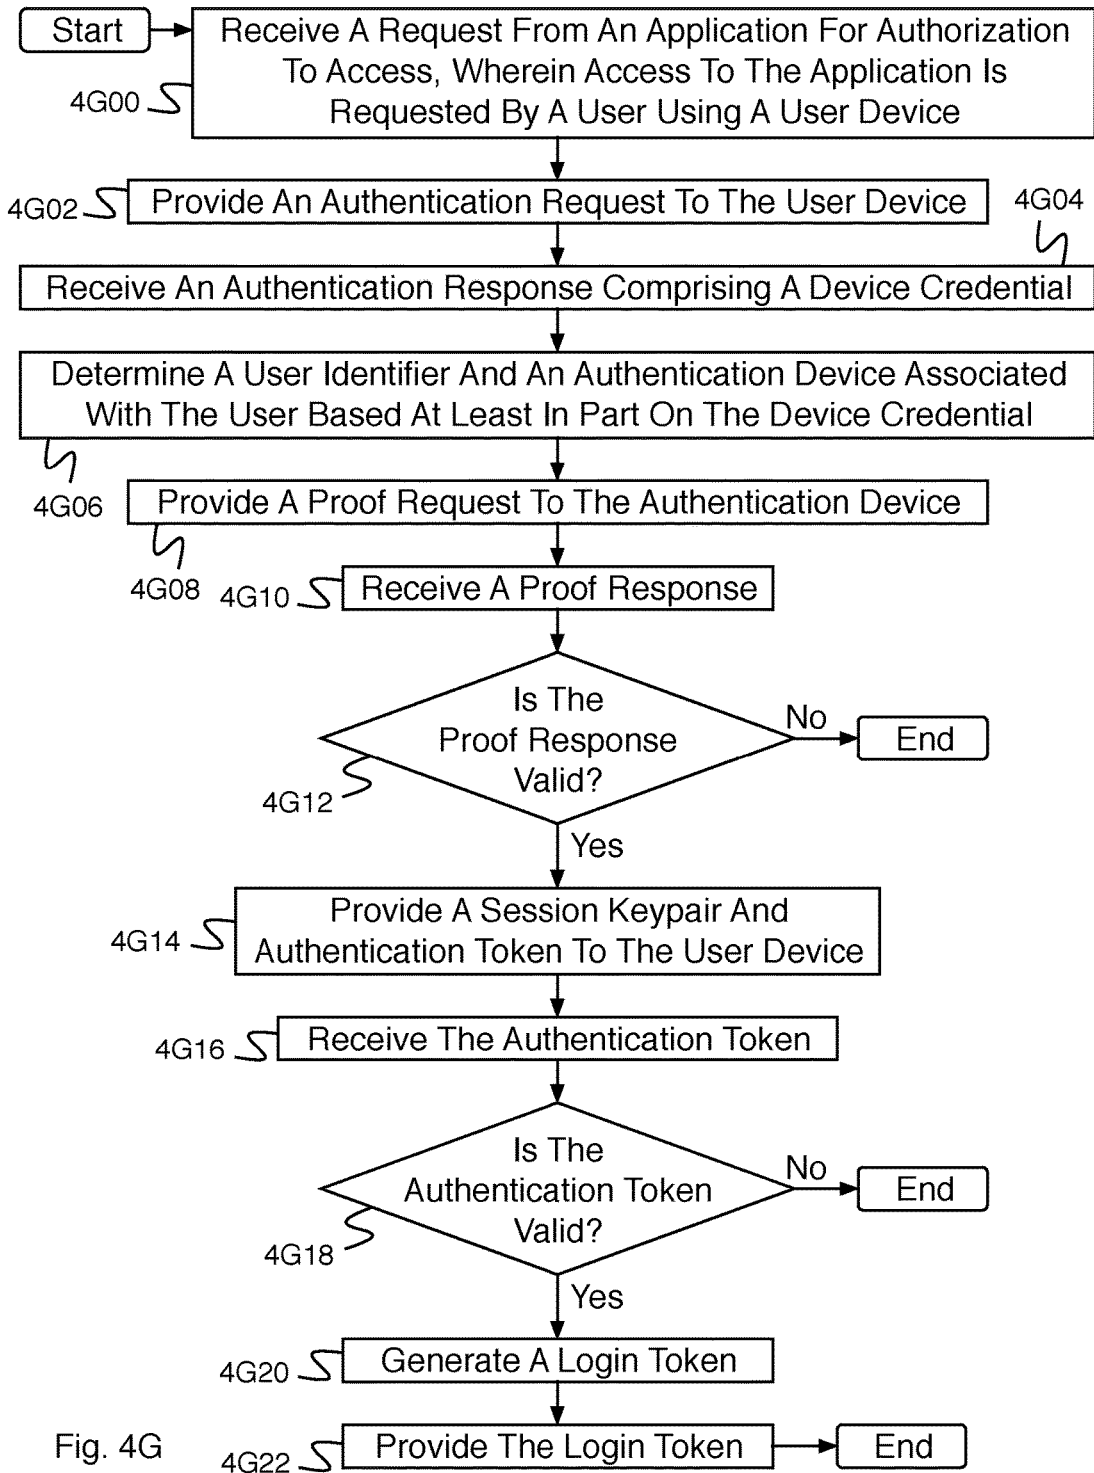 Start
Receive A Request From An Application For Authorization
To Access, Wherein Access To The Application Is
Requested By A User Using A User Device
4G00
Provide An Authentication Request To The User Device
4G02
4G04
Receive An Authentication Response Comprising A Device Credential
Determine A User Identifier And An Authentication Device Associated
With The User Based At Least In Part On The Device Credential
4G06
Provide A Proof Request To The Authentication Device
4G08
4G10
Receive A Proof Response
Is The
Proof Response
Valid?
4G12
No
End
Yes
Provide A Session Keypair And
Authentication Token To The User Device
4G14
Receive The Authentication Token
4G16
Is The
Authentication Token
Valid?
4G18
No
End
Yes
Generate A Login Token
4G20
Provide The Login Token
4G22
End
Fig. 4G